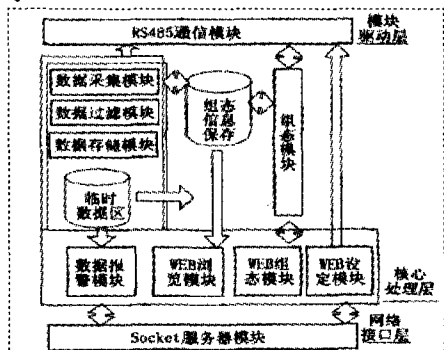 RS485通信模块
模块
驱动层
数据采集模块
数据过滤模块
数据存储模块
组态
信息
保存
组态模块
临时
数据区
数据报
警模块
WEB浏
览模块
WEB组
态模块
WEB设
定模块
核心
处理层
网络
接口层
Socket服务器模块